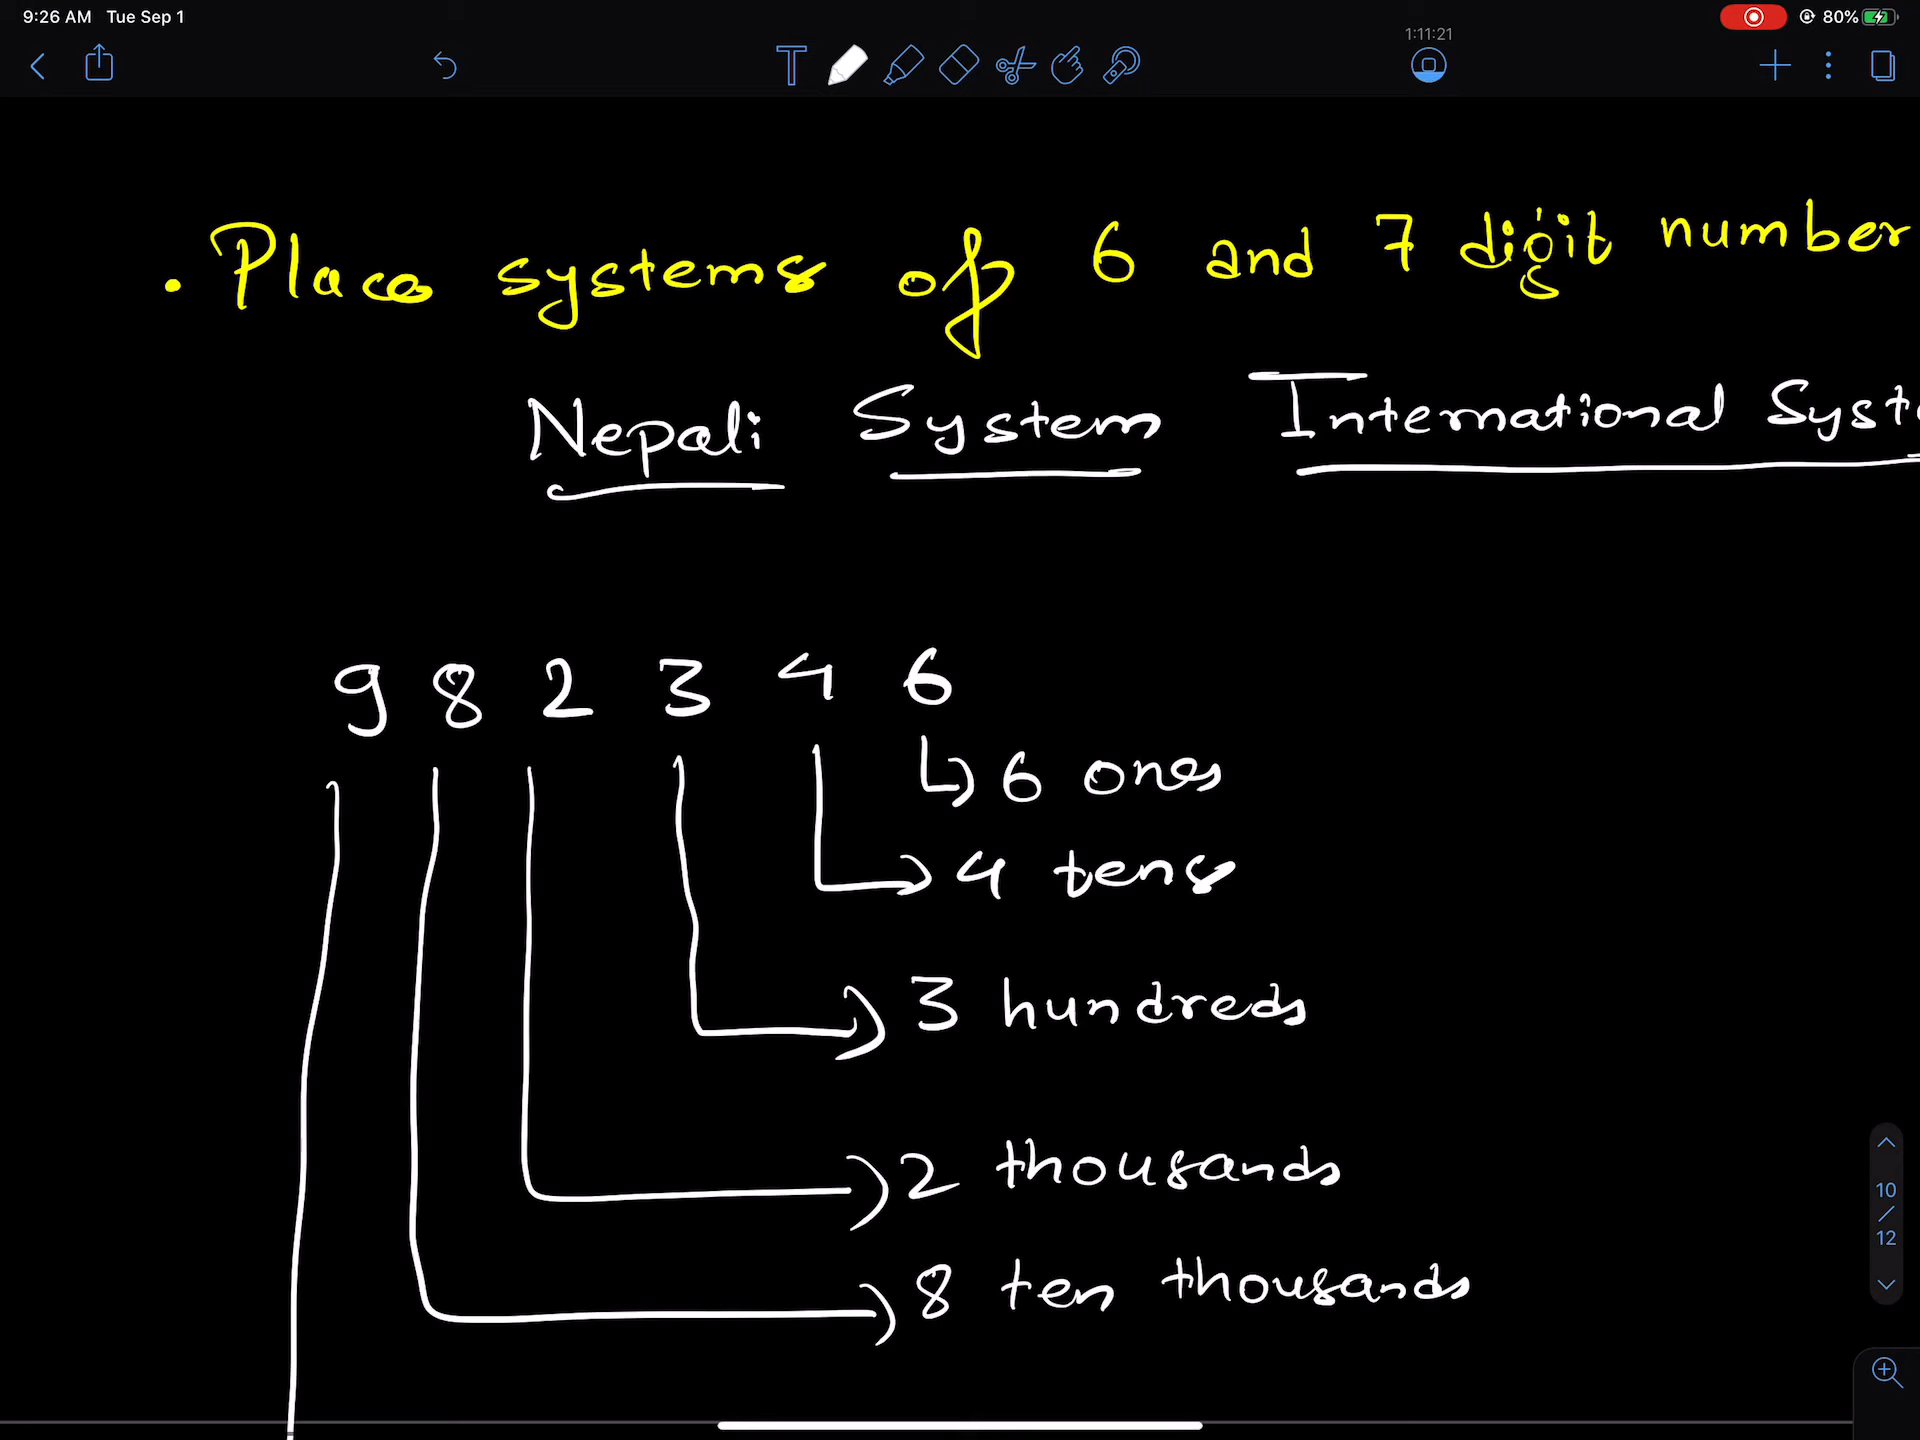 9:26 AM Tue Sep 1
80%
1:11:21
. Place systems of 6 and 7 digit number
Nepali System International Syst
9 8 2 3 4 6
6 ones
4 tens
3 hundreds
2 thousands
8 ten thousands
10
/
12